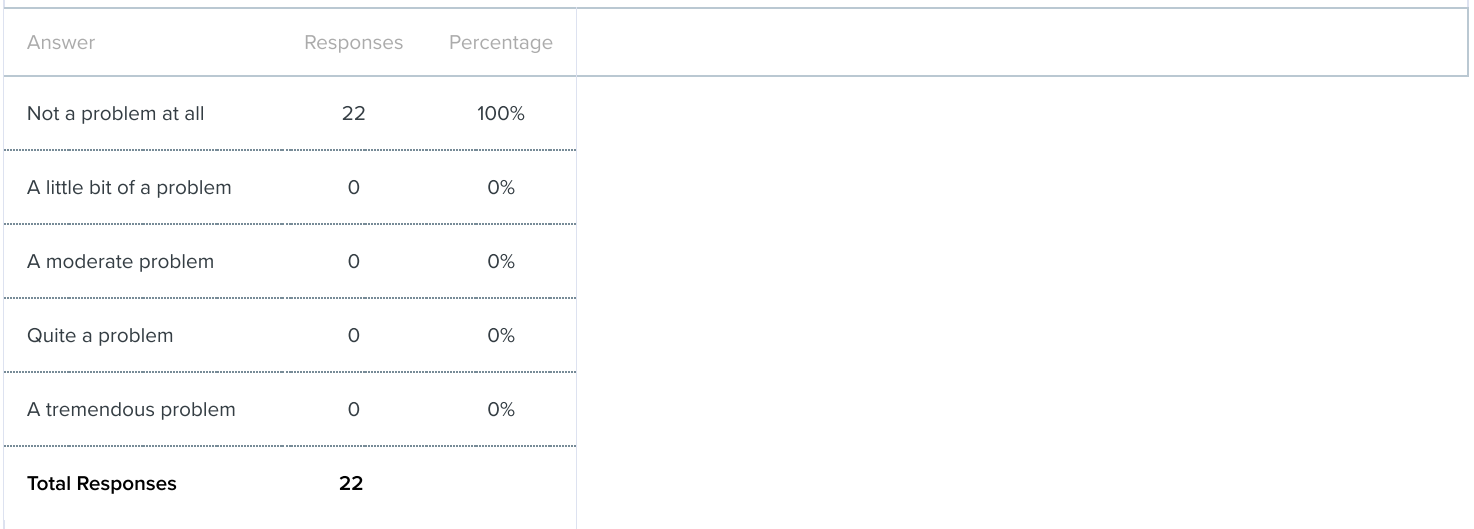 Answer Responses Percentage
Not a problem at all 22 100%
A little bit of a problem 0 0%
A moderate problem 0 0%
Quite a problem 0 0%
A tremendous problem 0 0%
Total Responses 22